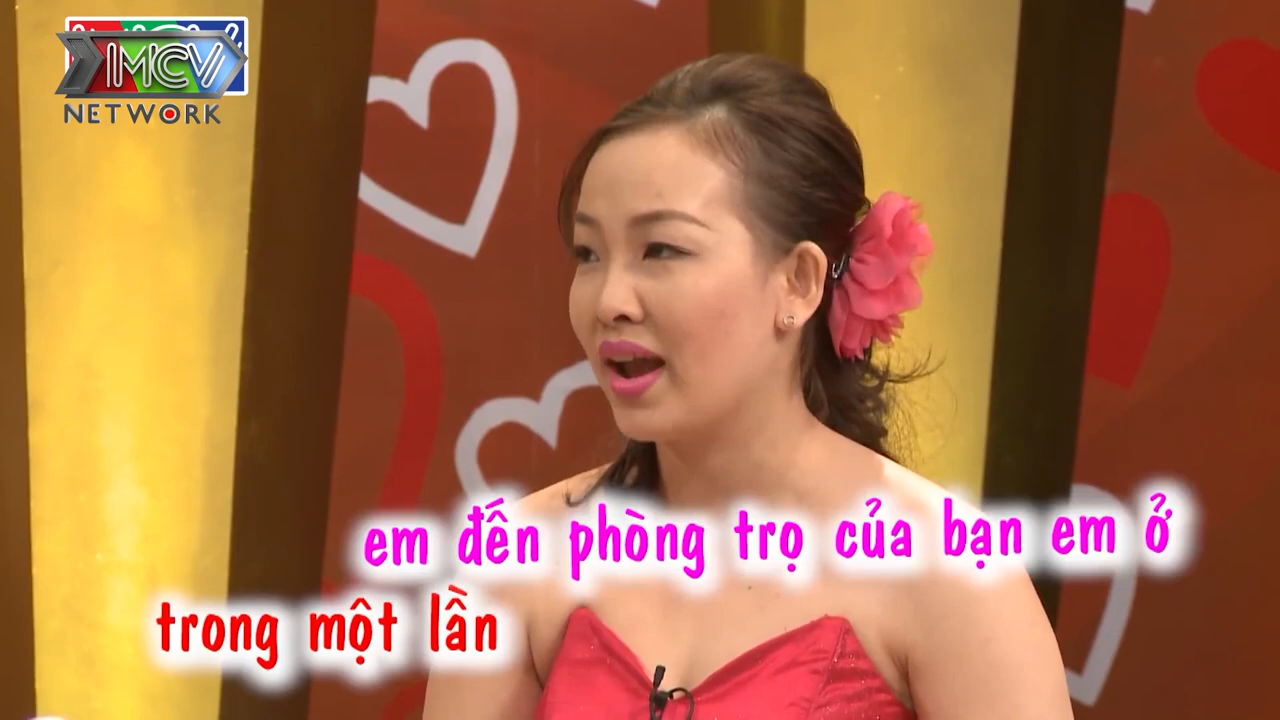 MCV
NETWORK
em đến phòng trọ của bạn em ở
trong một lần